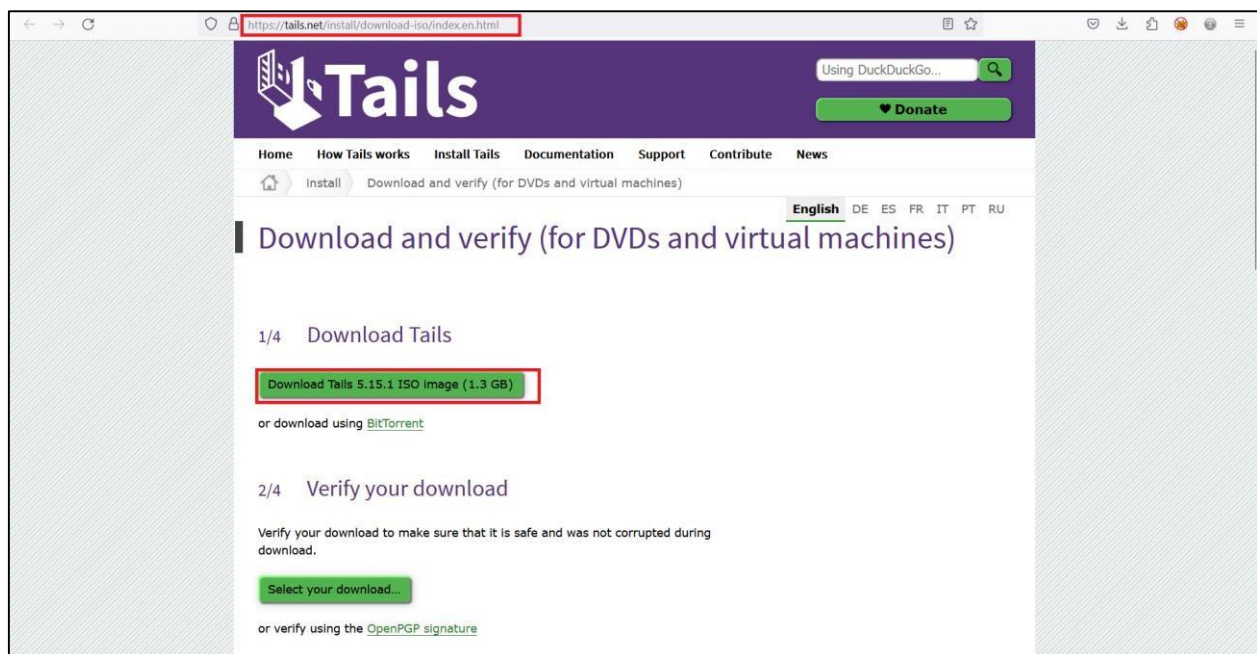 https://tails.net/install/download-iso/index.en.html
Tails
Using DuckDuckGo...
♥ Donate
Home How Tails works Install Tails Documentation Support Contribute News
Install Download and verify (for DVDs and virtual machines)
English DE ES FR IT PT RU
Download and verify (for DVDs and virtual machines)
1/4 Download Tails
Download Tails 5.15.1 ISO image (1.3 GB)
or download using BitTorrent
2/4 Verify your download
Verify your download to make sure that it is safe and was not corrupted during
download.
Select your download...
or verify using the OpenPGP signature